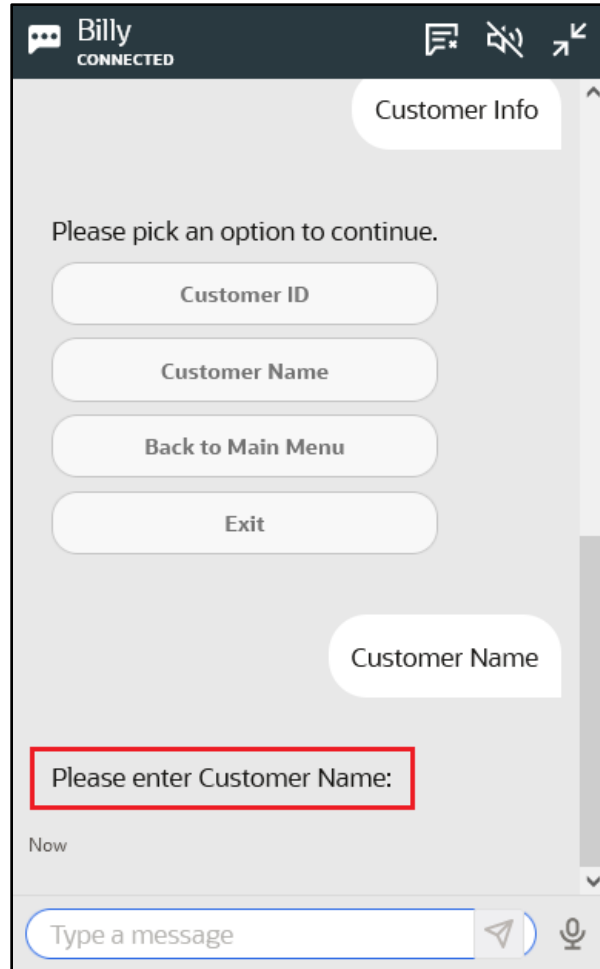 Billy
CONNECTED
Customer Info
Please pick an option to continue.
Customer ID
Customer Name
Back to Main Menu
Exit
Customer Name
Please enter Customer Name:
Now
Type a message